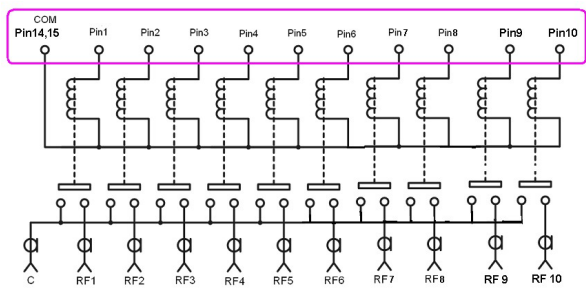 COM
Pin14,15 Pin1 Pin2 Pin3 Pin4 Pin5 Pin6 Pin7 Pin8 Pin9 Pin10
C RF1 RF2 RF3 RF4 RF5 RF6 RF7 RF8 RF 9 RF 10